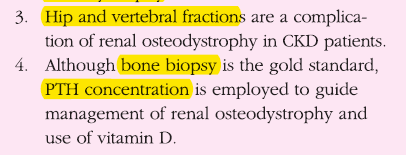 3. Hip and vertebral fractions are a complica-
tion of renal osteodystrophy in CKD patients.
4. Although bone biopsy is the gold standard,
PTH concentration is employed to guide
management of renal osteodystrophy and
use of vitamin D.